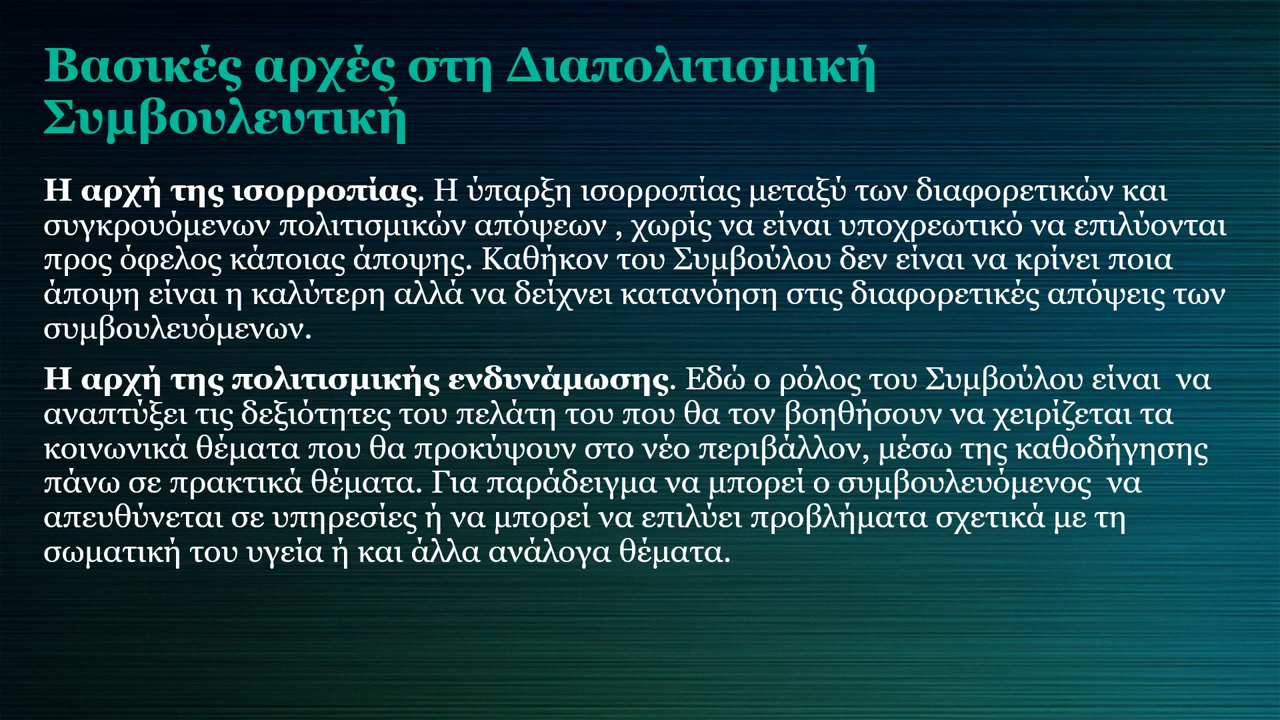 Βασικές αρχές στη Διαπολιτισμική
Συμβουλευτική
Η αρχή της ισορροπίας. Η ύπαρξη ισορροπίας μεταξύ των διαφορετικών και
συγκρουόμενων πολιτισμικών απόψεων , χωρίς να είναι υποχρεωτικό να επιλύονται
προς όφελος κάποιας άποψης. Καθήκον του Συμβούλου δεν είναι να κρίνει ποια
άποψη είναι η καλύτερη αλλά να δείχνει κατανόηση στις διαφορετικές απόψεις των
συμβουλευόμενων.
Η αρχή της πολιτισμικής ενδυνάμωσης. Εδώ ο ρόλος του Συμβούλου είναι  να
αναπτύξει τις δεξιότητες του πελάτη του που θα τον βοηθήσουν να χειρίζεται τα
κοινωνικά θέματα που θα προκύψουν στο νέο περιβάλλον, μέσω της καθοδήγησης
πάνω σε πρακτικά θέματα. Για παράδειγμα να μπορεί ο συμβουλευόμενος  να
απευθύνεται σε υπηρεσίες ή να μπορεί να επιλύει προβλήματα σχετικά με τη
σωματική του υγεία ή και άλλα ανάλογα θέματα.